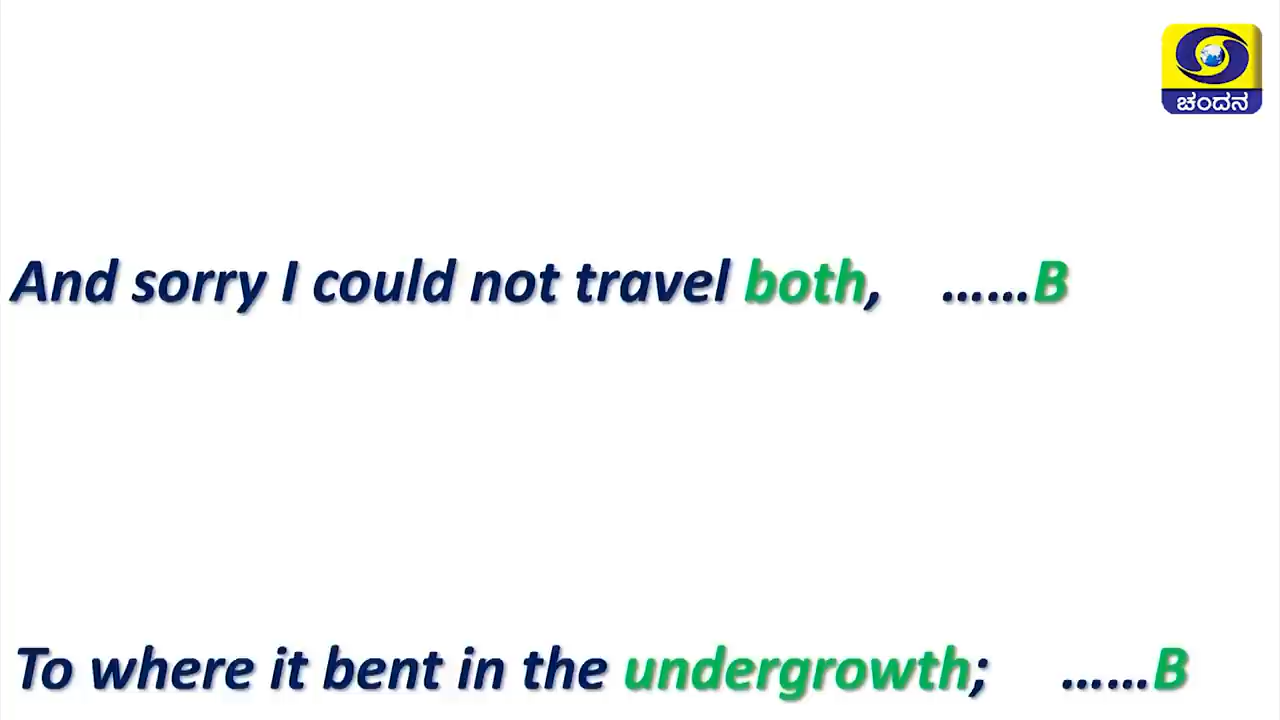 ಚಂದನ
And sorry I could not travel both, ......B
To where it bent in the undergrowth; ......B